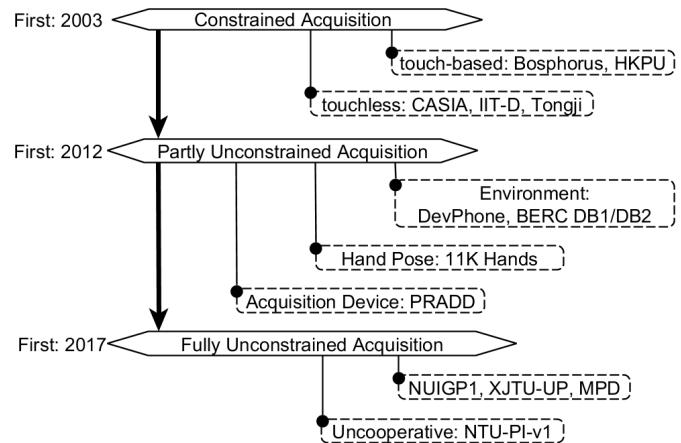 First: 2003
Constrained Acquisition
touch-based: Bosphorus, HKPU
touchless: CASIA, IIT-D, Tongji
First: 2012
Partly Unconstrained Acquisition
Environment:
DevPhone, BERC DB1/DB2
Hand Pose: 11K Hands
Acquisition Device: PRADD
First: 2017
Fully Unconstrained Acquisition
NUIGP1, XJTU-UP, MPD
Uncooperative: NTU-PI-v1